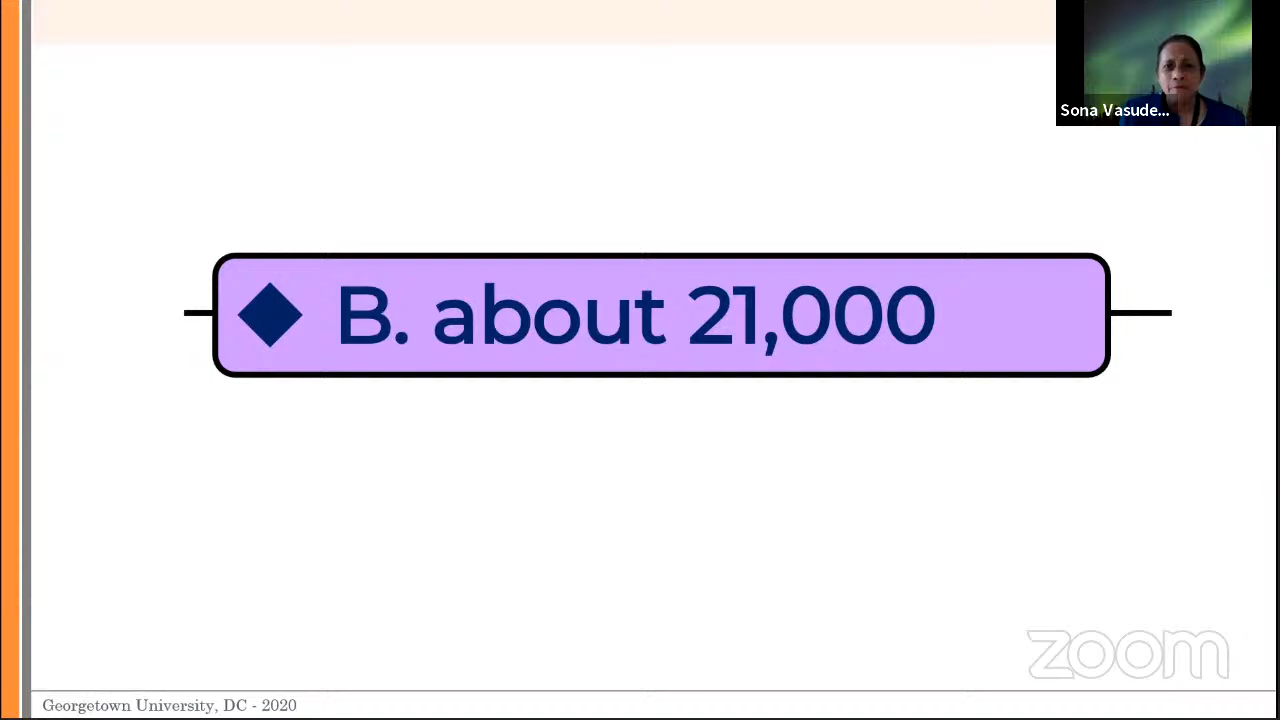 Sona Vasude...
◆ B. about 21,000
zoom
Georgetown University, DC - 2020